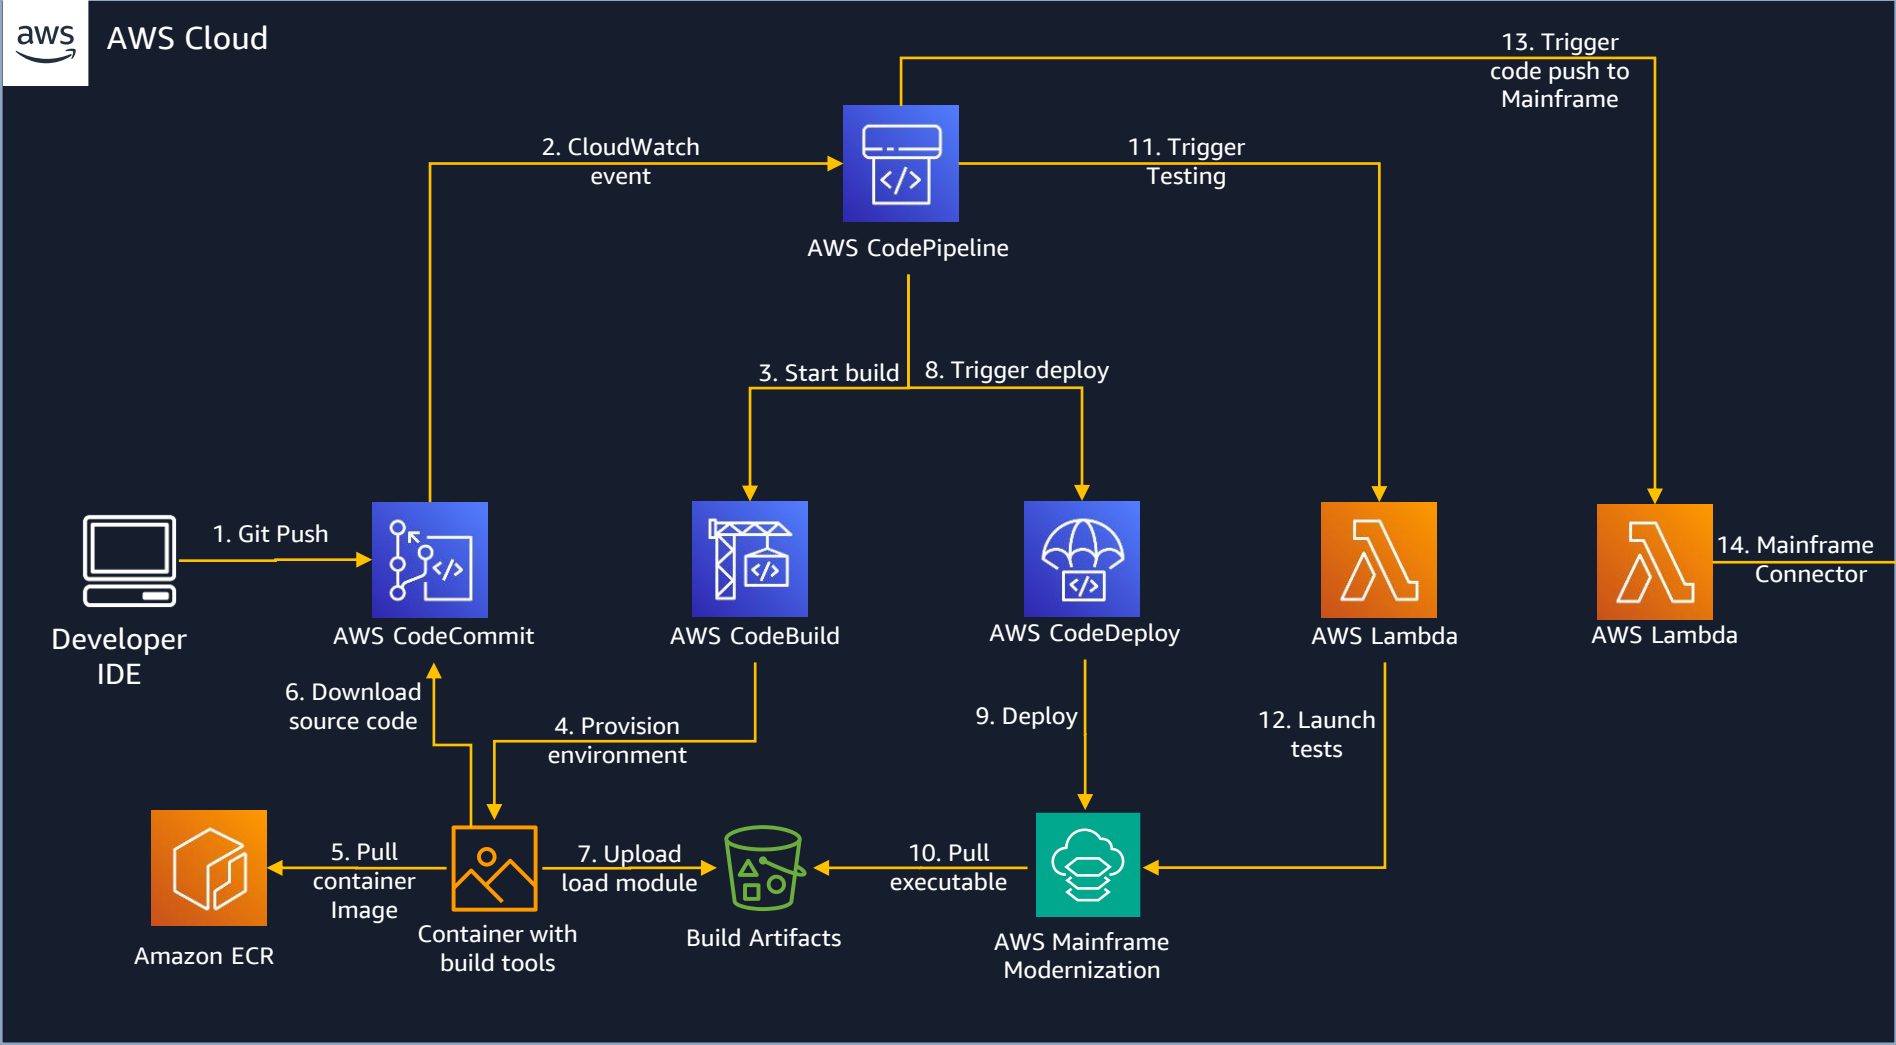 aws
AWS Cloud
13. Trigger
code push to
Mainframe
2. CloudWatch
event
11. Trigger
Testing
</>
AWS CodePipeline
3. Start build
8. Trigger deploy
1. Git Push
</>
</>
</>
14. Mainframe
Connector
Developer
IDE
AWS CodeCommit
AWS CodeBuild
AWS CodeDeploy
AWS Lambda
AWS Lambda
6. Download
source code
4. Provision
environment
9. Deploy
12. Launch
tests
5. Pull
container
Image
7. Upload
load module
10. Pull
executable
Amazon ECR
Container with
build tools
Build Artifacts
AWS Mainframe
Modernization